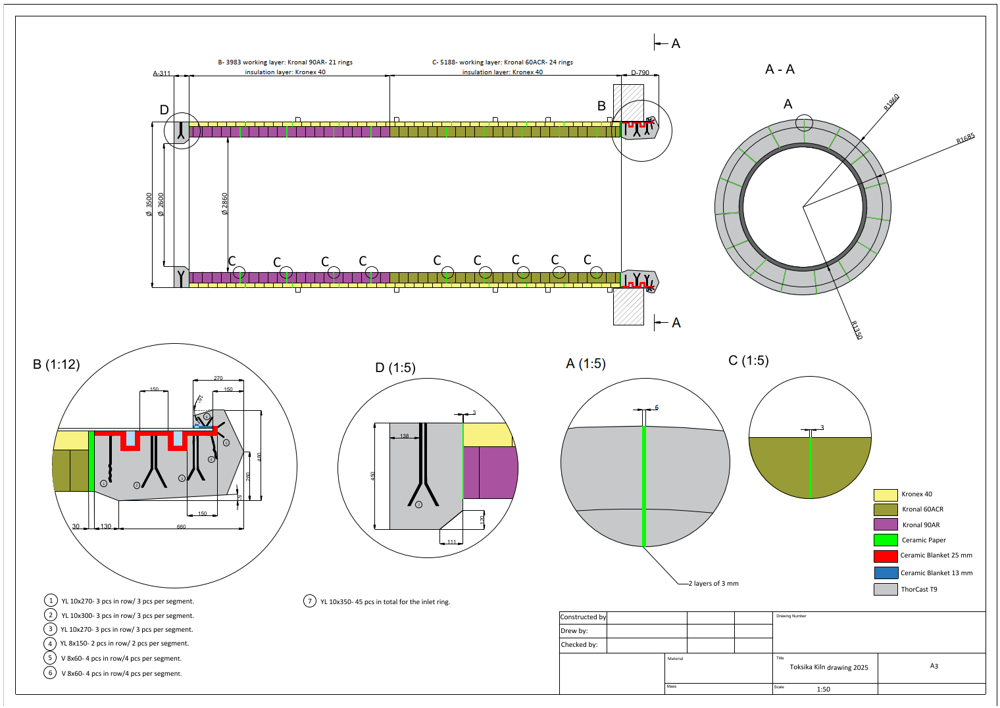 A
B- 3983 working layer: Kronal 90AR- 21 rings
insulation layer: Kronex 40
C- 5188- working layer: Kronal 60ACR- 24 rings
insulation layer: Kronex 40
A-311
D-790
D
B
Ø 3500
Ø 2600
Ø 2860
C C C C C C C C C
A
A - A
A
R1860
R1685
R1350
B (1:12)
270
150
150
15°
6
5
4
3
2
1
480
260
5°
150
30
130
660
D (1:5)
3
138
450
7
120
111
A (1:5)
6
2 layers of 3 mm
C (1:5)
3
Kronex 40
Kronal 60ACR
Kronal 90AR
Ceramic Paper
Ceramic Blanket 25 mm
Ceramic Blanket 13 mm
ThorCast T9
1 YL 10x270- 3 pcs in row/ 3 pcs per segment.
2 YL 10x300- 3 pcs in row/ 3 pcs per segment.
3 YL 10x270- 3 pcs in row/ 3 pcs per segment.
4 YL 8x150- 2 pcs in row/ 2 pcs per segment.
5 V 8x60- 4 pcs in row/4 pcs per segment.
6 V 8x60- 4 pcs in row/4 pcs per segment.
7 YL 10x350- 45 pcs in total for the inlet ring.
Constructed by
Drew by:
Checked by:
Drawing Number
Material
Mass
Title
Toksika Kiln drawing 2025
A3
Scale
1:50